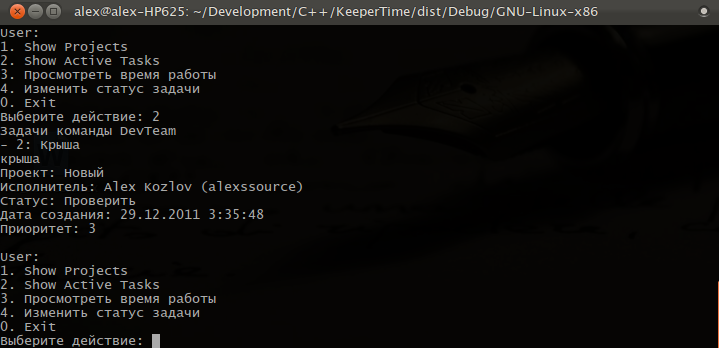 alex@alex-HP625: ~/Development/C++/KeeperTime/dist/Debug/GNU-Linux-x86
User:
1. Show Projects
2. Show Active Tasks
3. Просмотреть время работы
4. Изменить статус задачи
0. Exit
Выберите действие: 2
Задачи команды DevTeam
- 2: Крыша
крыша
Проект: Новый
Исполнитель: Alex Kozlov (alexssource)
Статус: Проверить
Дата создания: 29.12.2011 3:35:48
Приоритет: 3
User:
1. Show Projects
2. Show Active Tasks
3. Просмотреть время работы
4. Изменить статус задачи
0. Exit
Выберите действие: